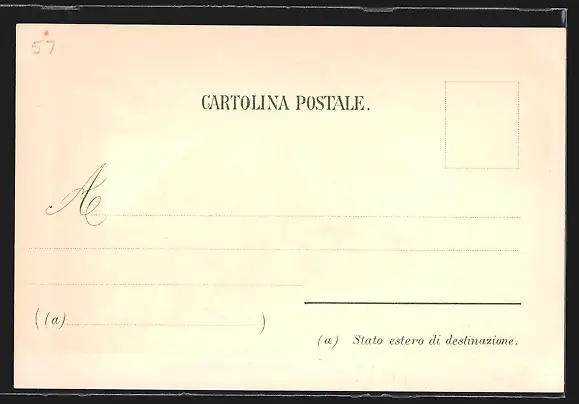 57
CARTOLINA POSTALE.
A
((a) )
(a) Stato estero di destinazione.